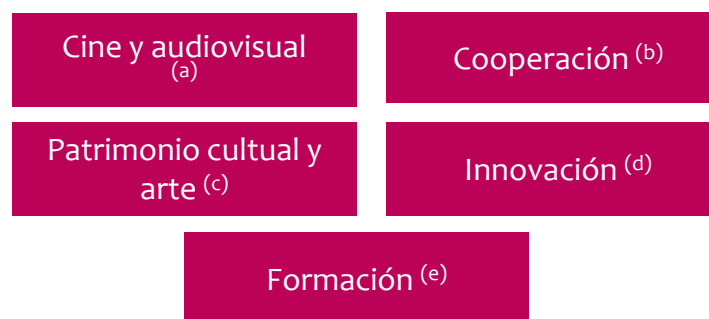 Cine y audiovisual
(a)
Cooperación (b)
Patrimonio cultual y
arte (c)
Innovación (d)
Formación (e)